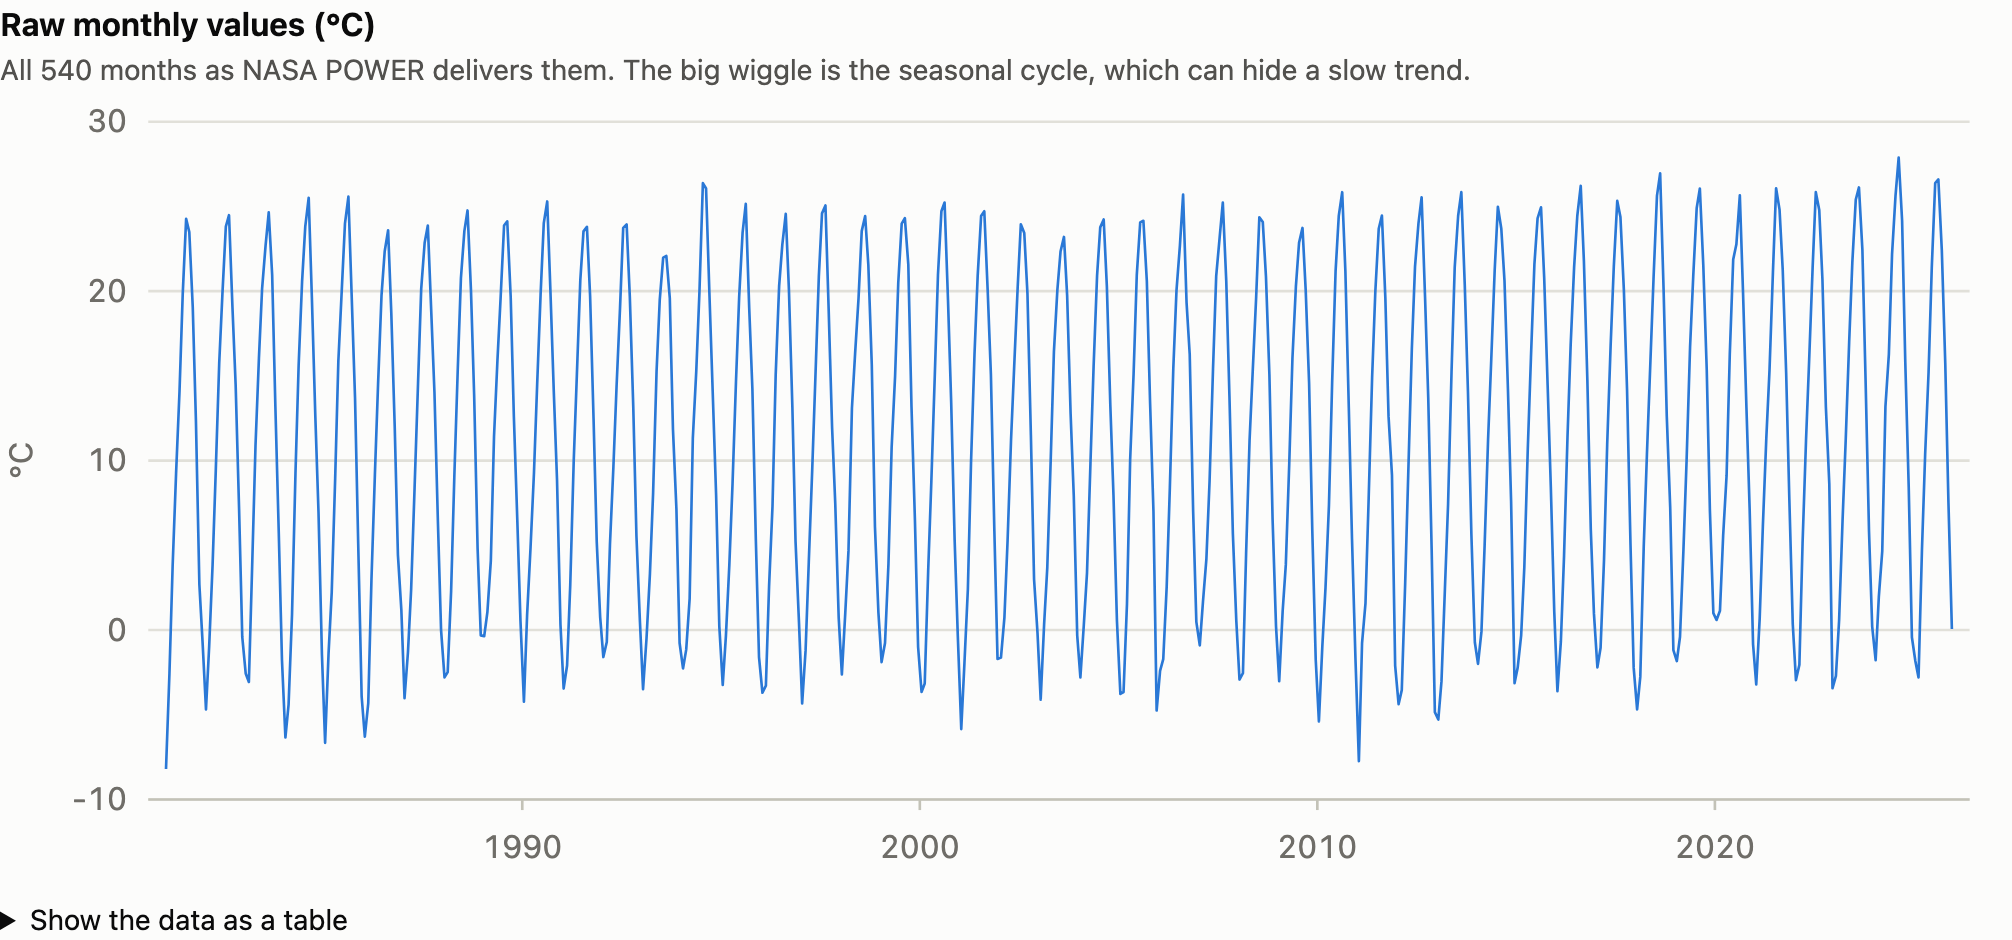 Raw monthly values (°C)
All 540 months as NASA POWER delivers them. The big wiggle is the seasonal cycle, which can hide a slow trend.
30
20
10
0
-10
°C
1990
2000
2010
2020
Show the data as a table